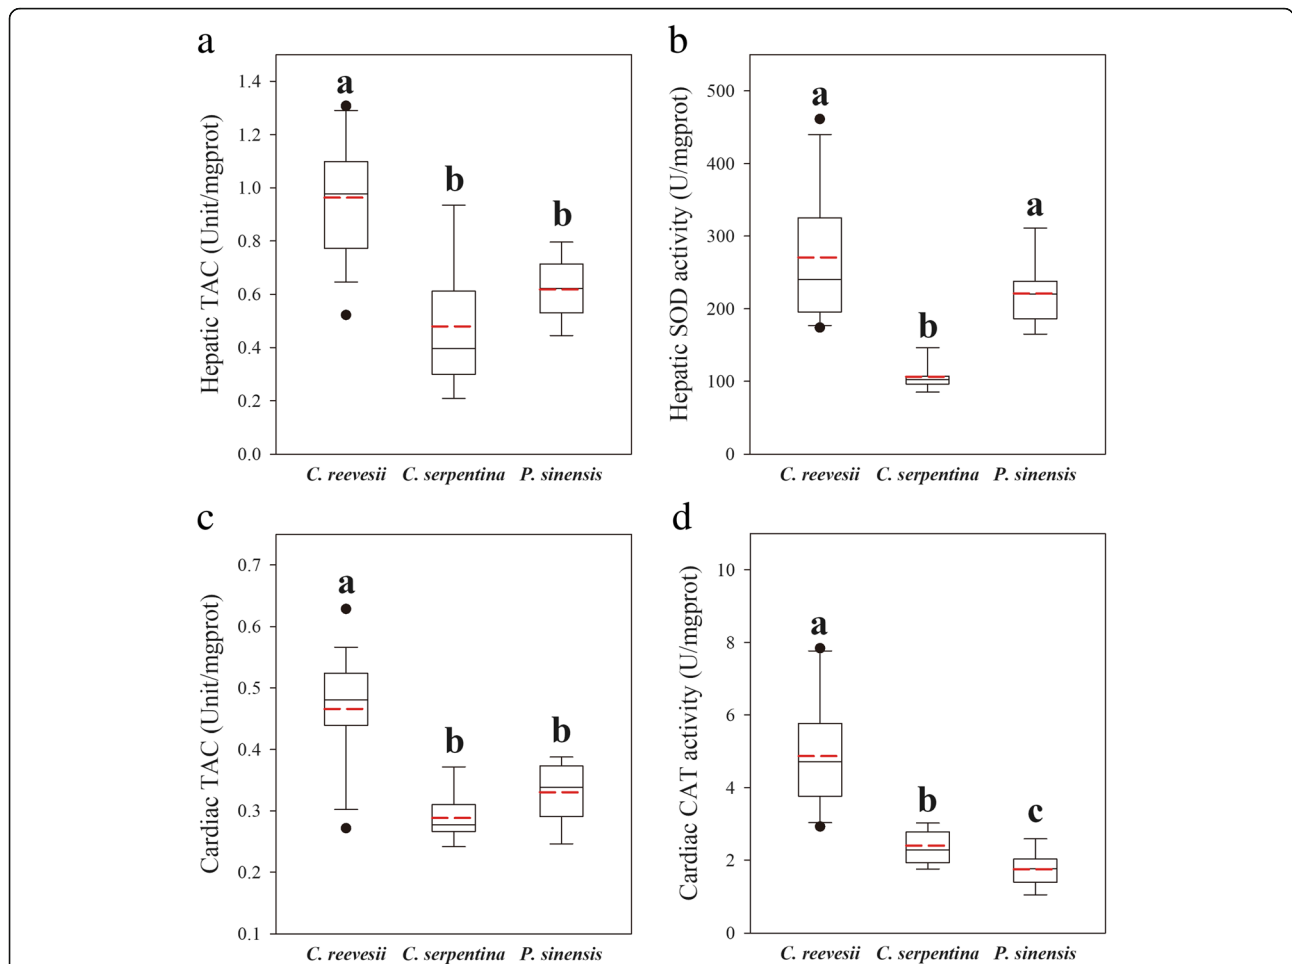 a
Hepatic TAC (Unit/mgprot)
1.4
1.2
1.0
0.8
0.6
0.4
0.2
0.0
a
b
b
C. reevesii C. serpentina P. sinensis
b
Hepatic SOD activity (U/mgprot)
500
400
300
200
100
0
a
b
a
C. reevesii C. serpentina P. sinensis
c
Cardiac TAC (Unit/mgprot)
0.7
0.6
0.5
0.4
0.3
0.2
0.1
a
b
b
C. reevesii C. serpentina P. sinensis
d
Cardiac CAT activity (U/mgprot)
10
8
6
4
2
0
a
b
c
C. reevesii C. serpentina P. sinensis